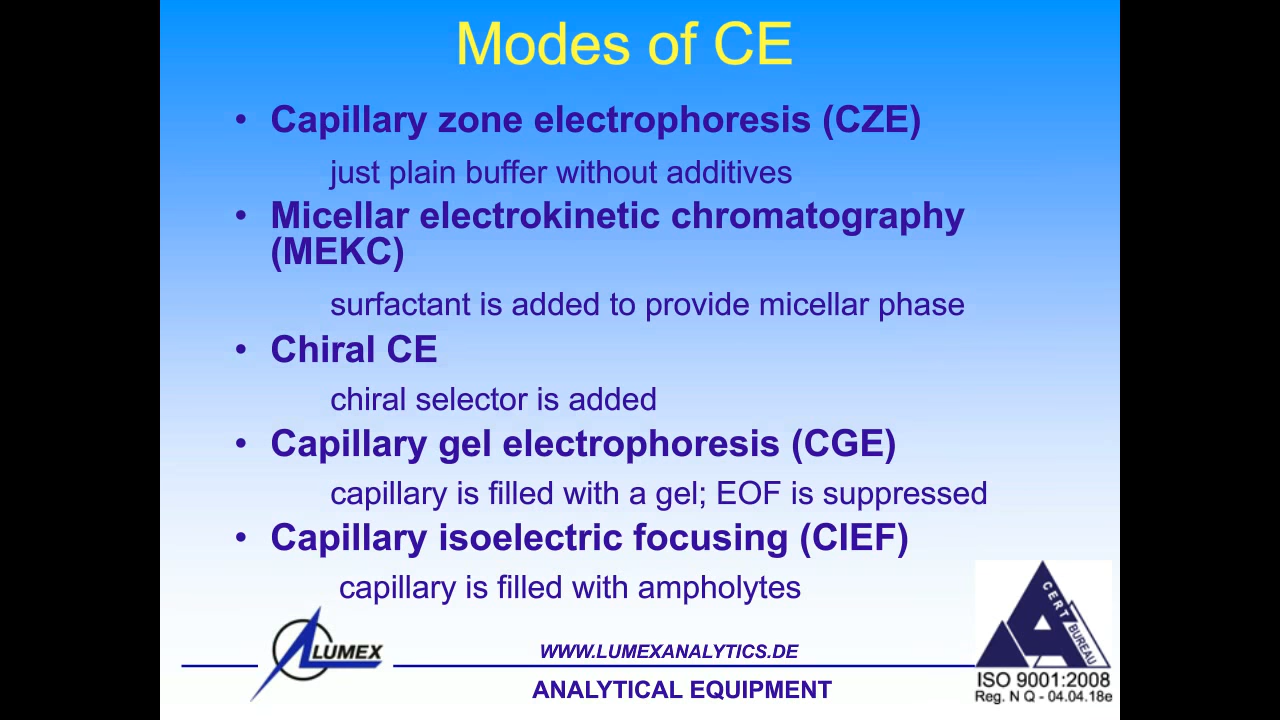 Modes of CE
• Capillary zone electrophoresis (CZE)
just plain buffer without additives
• Micellar electrokinetic chromatography
(MEKC)
surfactant is added to provide micellar phase
• Chiral CE
chiral selector is added
• Capillary gel electrophoresis (CGE)
capillary is filled with a gel; EOF is suppressed
• Capillary isoelectric focusing (CIEF)
capillary is filled with ampholytes
LUMEX
WWW.LUMEXANALYTICS.DE
ANALYTICAL EQUIPMENT
CERT
BUREAU
ISO 9001:2008
Reg. N Q - 04.04.18e